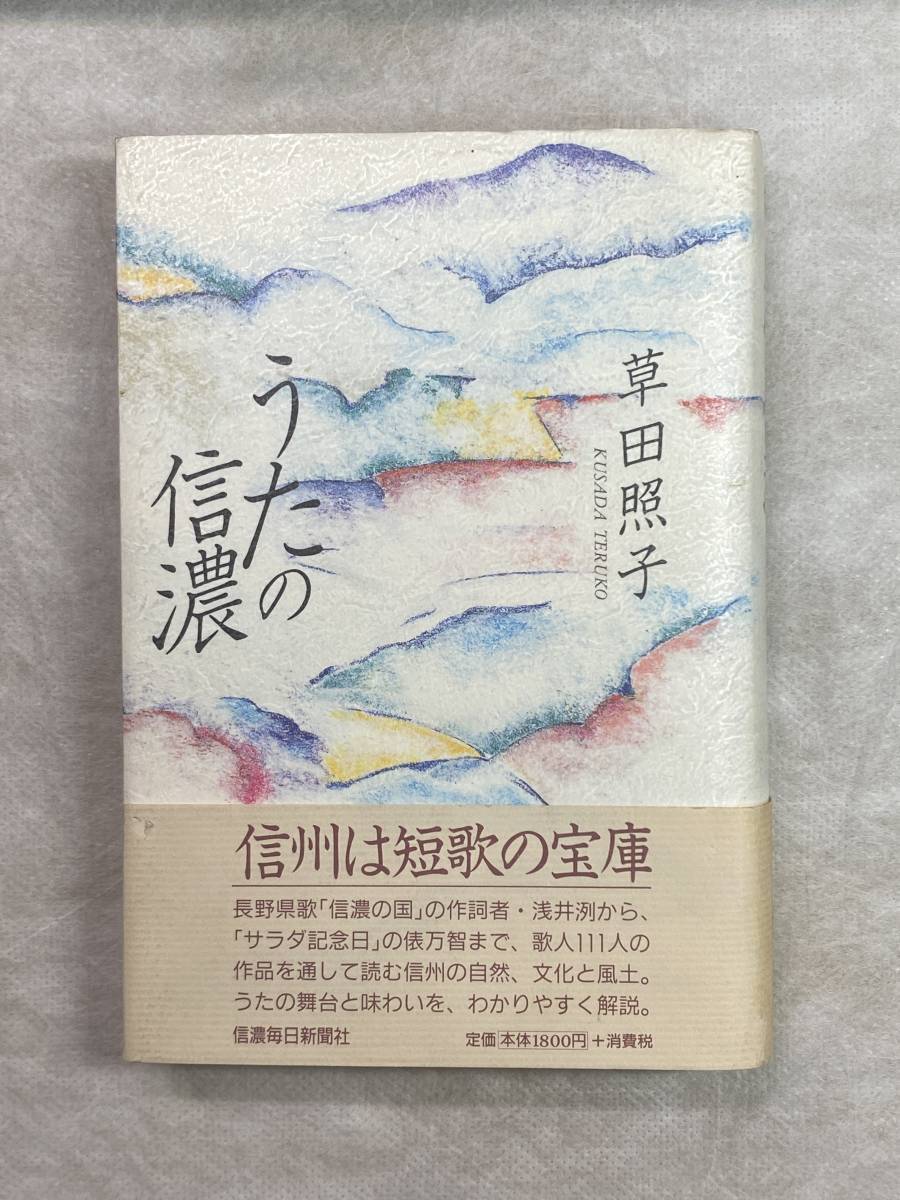 草田照子
KUSADA TERUKO
うたの
信濃
信州は短歌の宝庫
長野県歌「信濃の国」の作詞者・浅井洌から、
「サラダ記念日」の俵万智まで、歌人111人の
作品を通して読む信州の自然、文化と風土。
うたの舞台と味わいを、わかりやすく解説。
信濃毎日新聞社
定価 本体1800円 +消費税